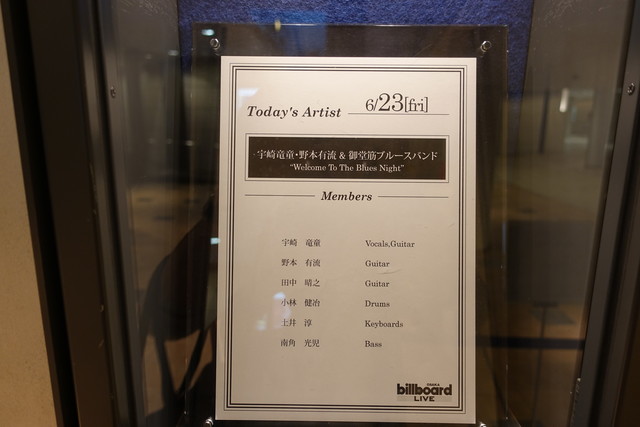 Today's Artist 6/23[fri]
宇崎竜童・野本有流 & 御堂筋ブルースバンド
"Welcome To The Blues Night"
Members
宇崎 竜童 Vocals,Guitar
野本 有流 Guitar
田中 晴之 Guitar
小林 健治 Drums
土井 淳 Keyboards
南角 光児 Bass
OSAKA
billboard
LIVE